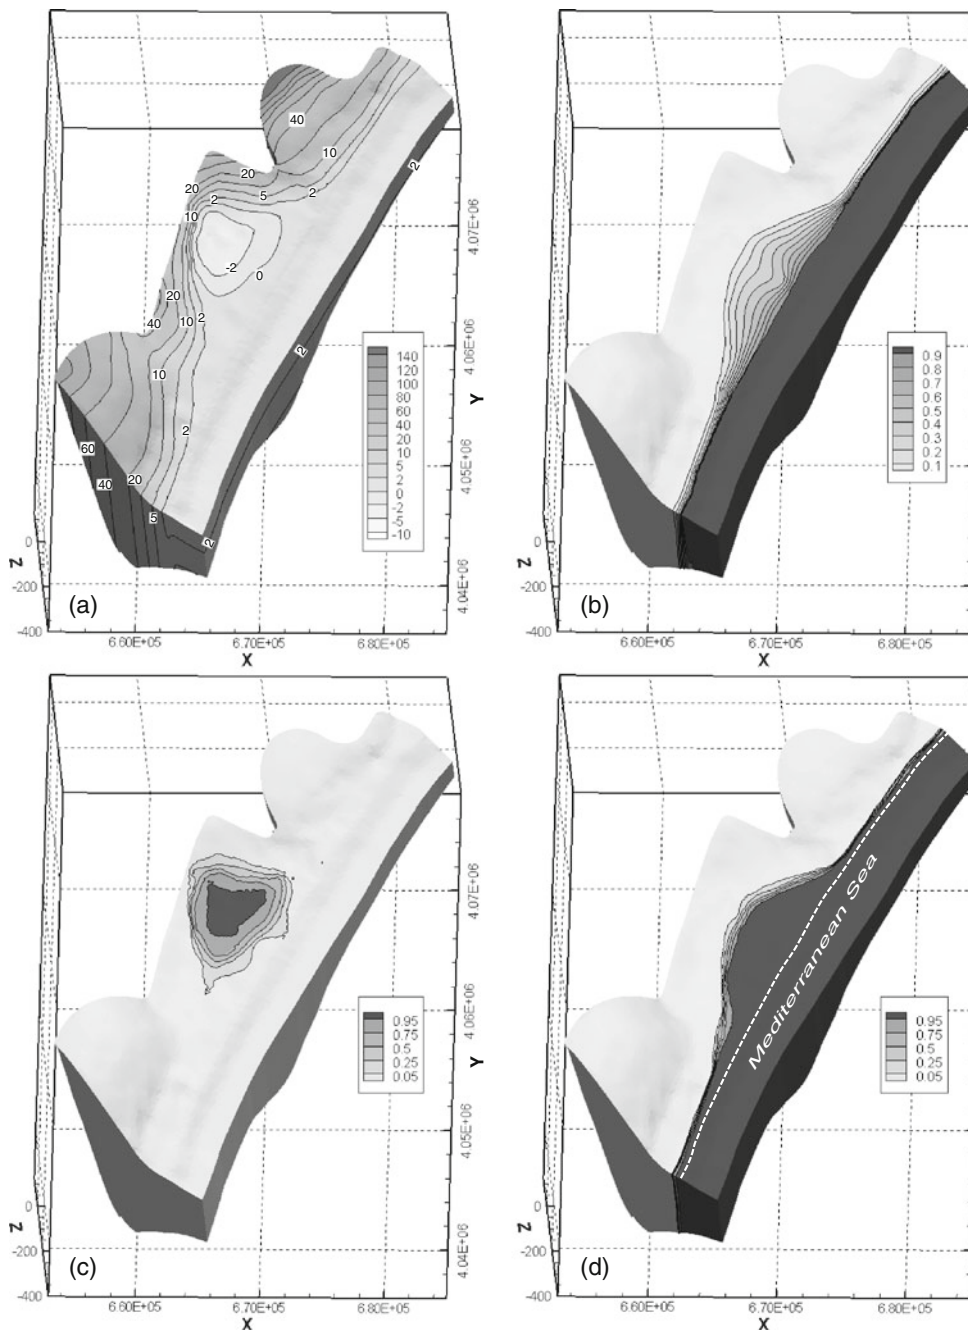 40
10
20
20
5
2
2
10
2
-2
0
20
2
40
10
2
10
2
60
20
40
5
2
4.07E+06
4.06E+06
Y
4.05E+06
4.04E+06
140
120
100
80
60
40
20
10
5
2
0
-2
-5
-10
Z
0
-200
-400
(a)
6.60E+05
6.70E+05
6.80E+05
X
0.9
0.8
0.7
0.6
0.5
0.4
0.3
0.2
0.1
Z
0
-200
-400
(b)
6.60E+05
6.70E+05
6.80E+05
X
4.07E+06
4.06E+06
Y
4.05E+06
4.04E+06
0.95
0.75
0.5
0.25
0.05
Z
0
-200
-400
(c)
6.60E+05
6.70E+05
6.80E+05
X
Mediterranean Sea
0.95
0.75
0.5
0.25
0.05
Z
0
-200
-400
(d)
6.60E+05
6.70E+05
6.80E+05
X